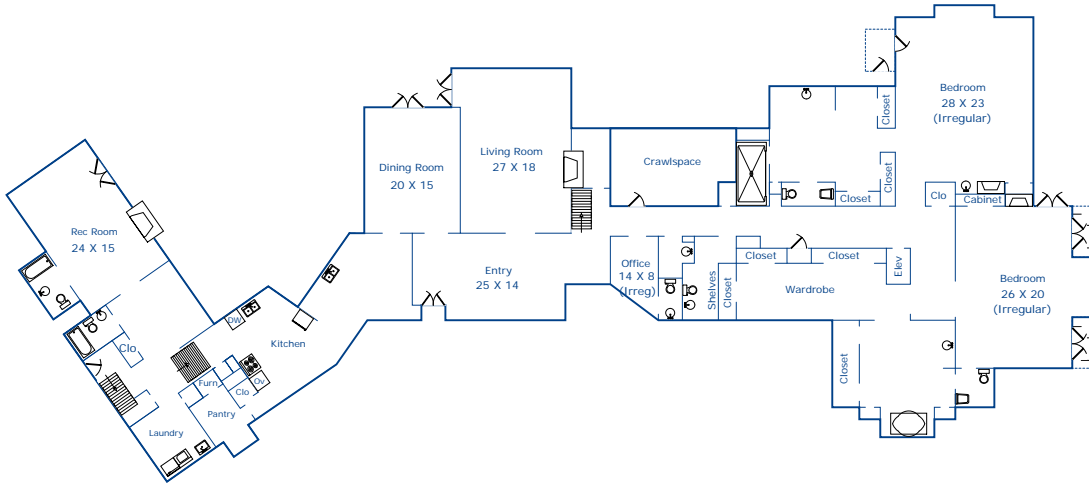 Bedroom
28 X 23
(Irregular)
Closet
Living Room
27 X 18
Dining Room
20 X 15
Crawlspace
Closet
Closet
Clo
Cabinet
Rec Room
24 X 15
Entry
25 X 14
Office
14 X 8
(Irreg)
Shelves
Closet
Closet
Closet
Elev
Wardrobe
Bedroom
26 X 20
(Irregular)
DW
Kitchen
Clo
Closet
Furn
Ov
Clo
Pantry
Laundry